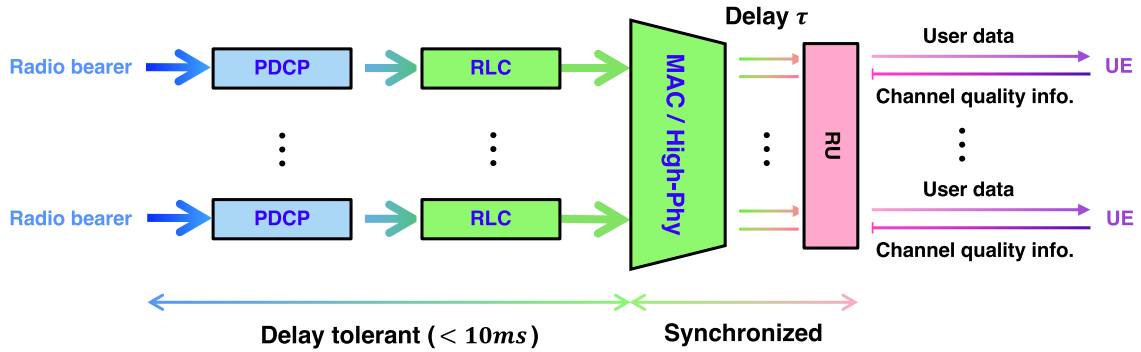 Delay τ
User data
Radio bearer PDCP RLC UE
Channel quality info.
MAC / High-Phy
RU
User data
Radio bearer PDCP RLC UE
Channel quality info.
Delay tolerant (< 10ms) Synchronized